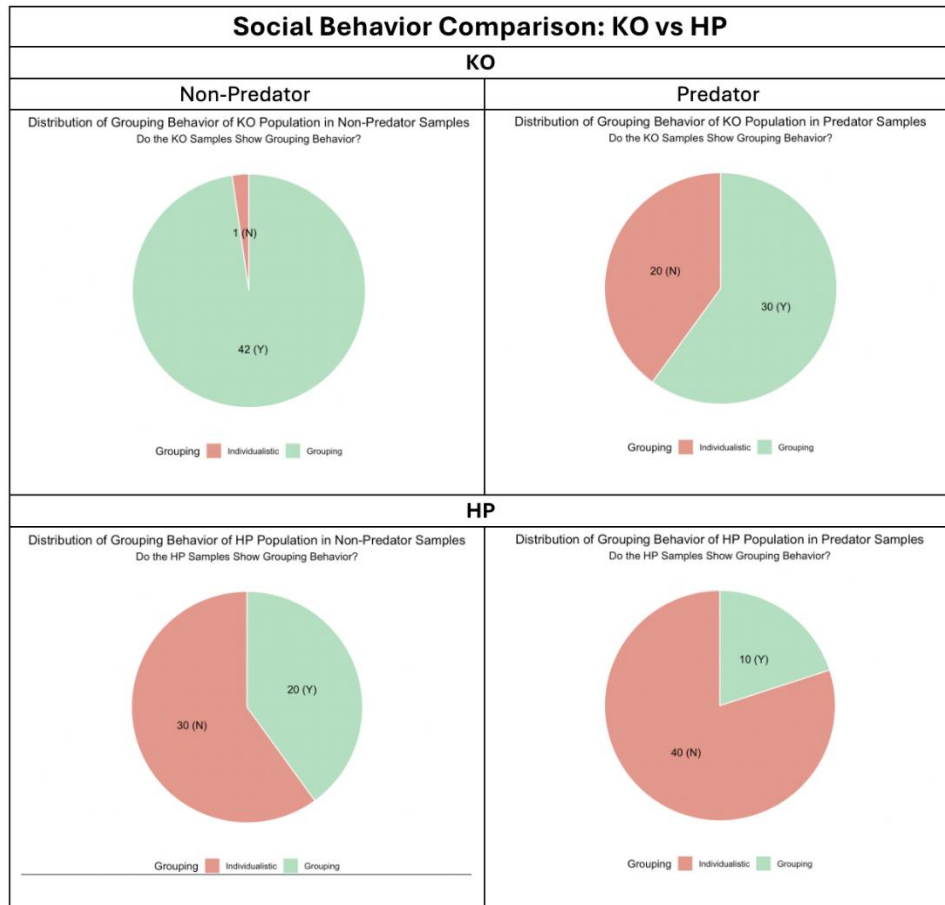 Social Behavior Comparison: KO vs HP
KO
Non-Predator
Predator
Distribution of Grouping Behavior of KO Population in Non-Predator Samples
Do the KO Samples Show Grouping Behavior?
1 (N)
42 (Y)
Grouping Individualistic Grouping
Distribution of Grouping Behavior of KO Population in Predator Samples
Do the KO Samples Show Grouping Behavior?
20 (N)
30 (Y)
Grouping Individualistic Grouping
HP
Distribution of Grouping Behavior of HP Population in Non-Predator Samples
Do the HP Samples Show Grouping Behavior?
20 (Y)
30 (N)
Grouping Individualistic Grouping
Distribution of Grouping Behavior of HP Population in Predator Samples
Do the HP Samples Show Grouping Behavior?
10 (Y)
40 (N)
Grouping Individualistic Grouping